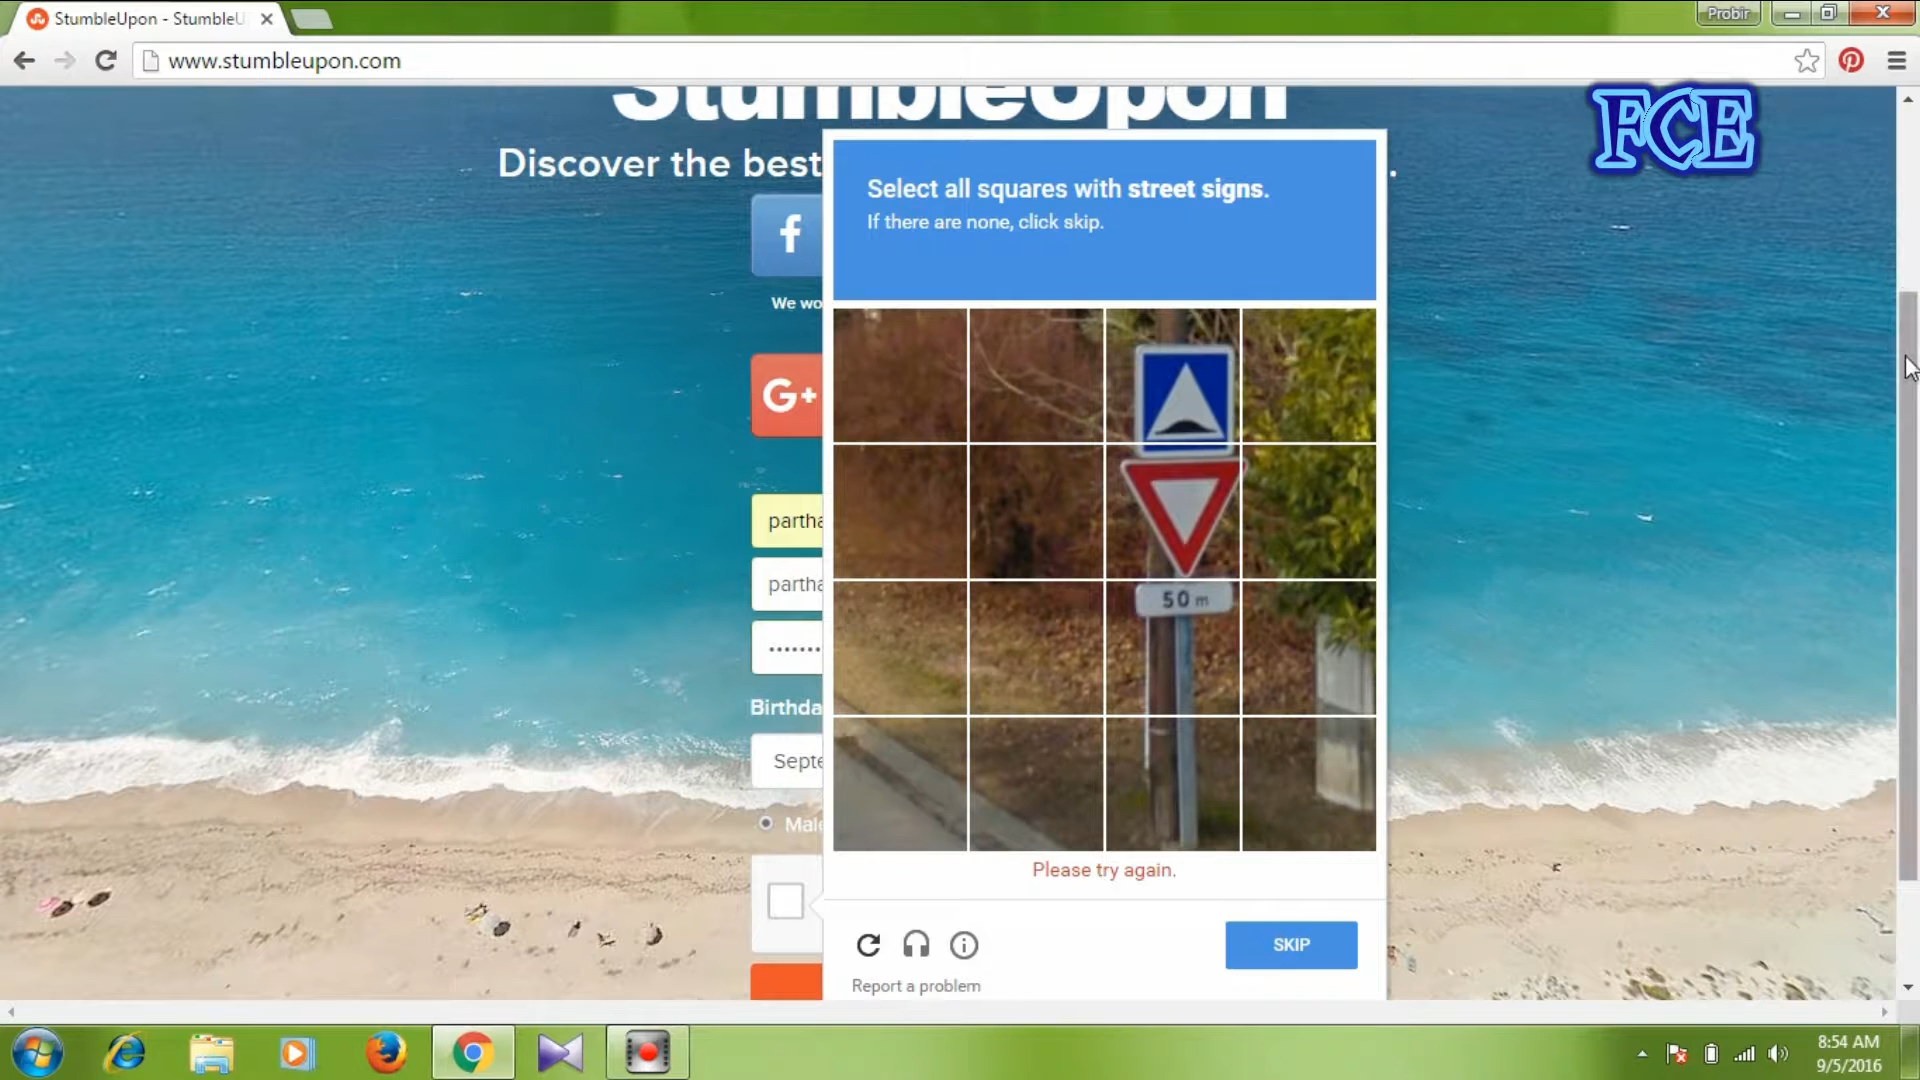 StumbleUpon - StumbleU
Probir
www.stumbleupon.com
StumbleUpon
FCE
Discover the best
.
Select all squares with street signs.
If there are none, click skip.
f
We wo
G+
partha
partha
50 m
•••••••
Birthda
Septe
Male
Please try again.
SKIP
Report a problem
8:54 AM
9/5/2016